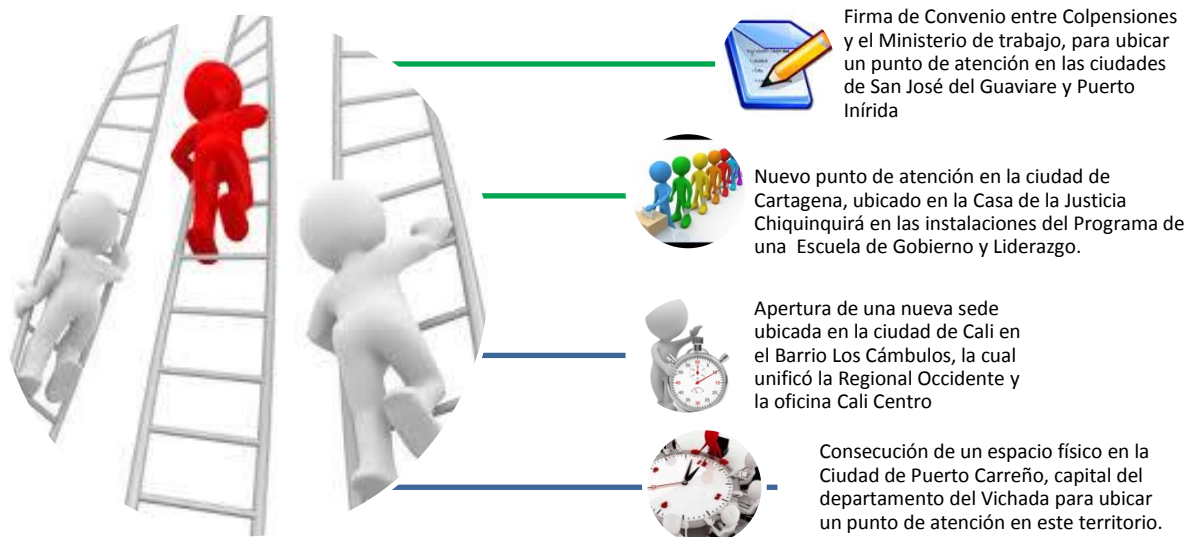 Firma de Convenio entre Colpensiones
y el Ministerio de trabajo, para ubicar
un punto de atención en las ciudades
de San José del Guaviare y Puerto
Inírida
Nuevo punto de atención en la ciudad de
Cartagena, ubicado en la Casa de la Justicia
Chiquinquirá en las instalaciones del Programa de
una Escuela de Gobierno y Liderazgo.
Apertura de una nueva sede
ubicada en la ciudad de Cali en
el Barrio Los Cámbulos, la cual
unificó la Regional Occidente y
la oficina Cali Centro
Consecución de un espacio físico en la
Ciudad de Puerto Carreño, capital del
departamento del Vichada para ubicar
un punto de atención en este territorio.